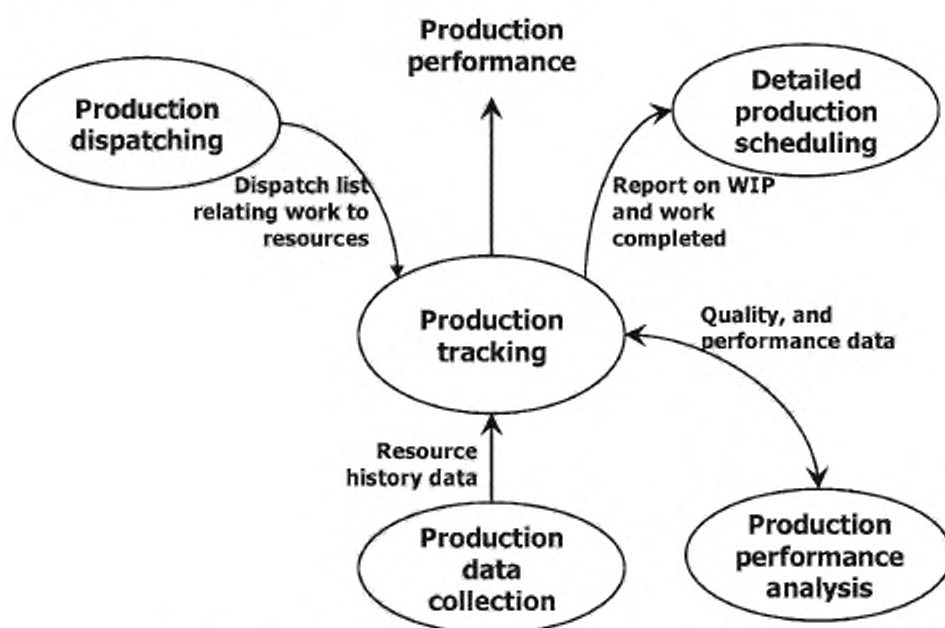 Production
performance
Production
dispatching
Detailed
production
scheduling
Dispatch list
relating work to
resources
Report on WIP
and work
completed
Production
tracking
Quality, and
performance data
Resource
history data
Production
data
collection
Production
performance
analysis